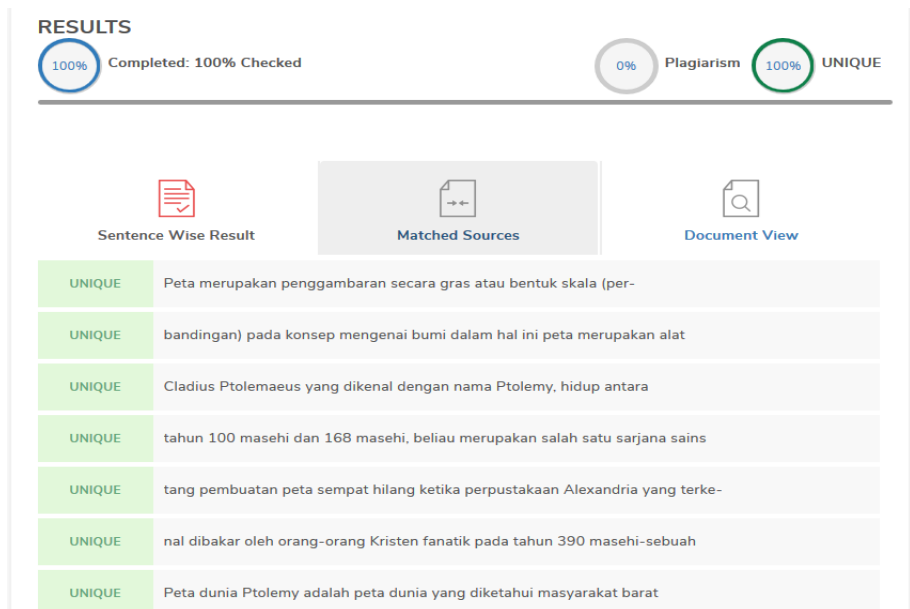 RESULTS
100% Completed: 100% Checked 0% Plagiarism 100% UNIQUE
Sentence Wise Result Matched Sources Document View
UNIQUE Peta merupakan penggambaran secara gras atau bentuk skala (per-
UNIQUE bandingan) pada konsep mengenai bumi dalam hal ini peta merupakan alat
UNIQUE Cladius Ptolemaeus yang dikenal dengan nama Ptolemy, hidup antara
UNIQUE tahun 100 masehi dan 168 masehi, beliau merupakan salah satu sarjana sains
UNIQUE tang pembuatan peta sempat hilang ketika perpustakaan Alexandria yang terke-
UNIQUE nal dibakar oleh orang-orang Kristen fanatik pada tahun 390 masehi-sebuah
UNIQUE Peta dunia Ptolemy adalah peta dunia yang diketahui masyarakat barat